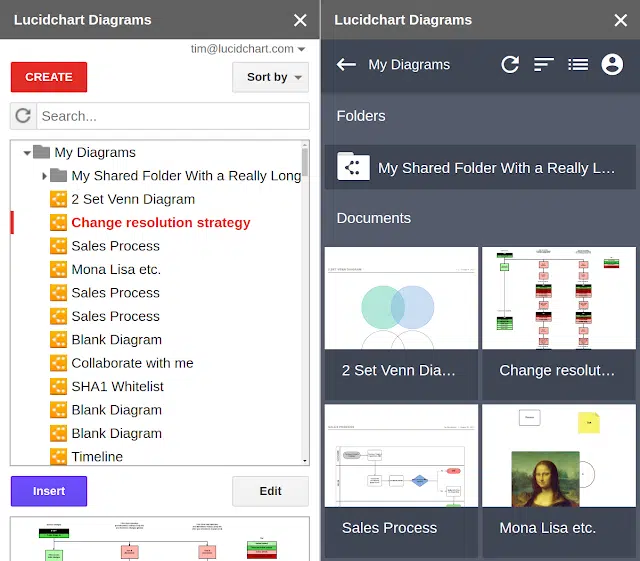 Lucidchart Diagrams
tim@lucidchart.com
CREATE
Sort by
Search...
My Diagrams
My Shared Folder With a Really Long
2 Set Venn Diagram
Change resolution strategy
Sales Process
Mona Lisa etc.
Sales Process
Sales Process
Blank Diagram
Collaborate with me
SHA1 Whitelist
Blank Diagram
Blank Diagram
Timeline
Insert
Edit
Lucidchart Diagrams
My Diagrams
Folders
My Shared Folder With a Really L...
Documents
2 Set Venn Dia...
Change resolut...
Sales Process
Mona Lisa etc.